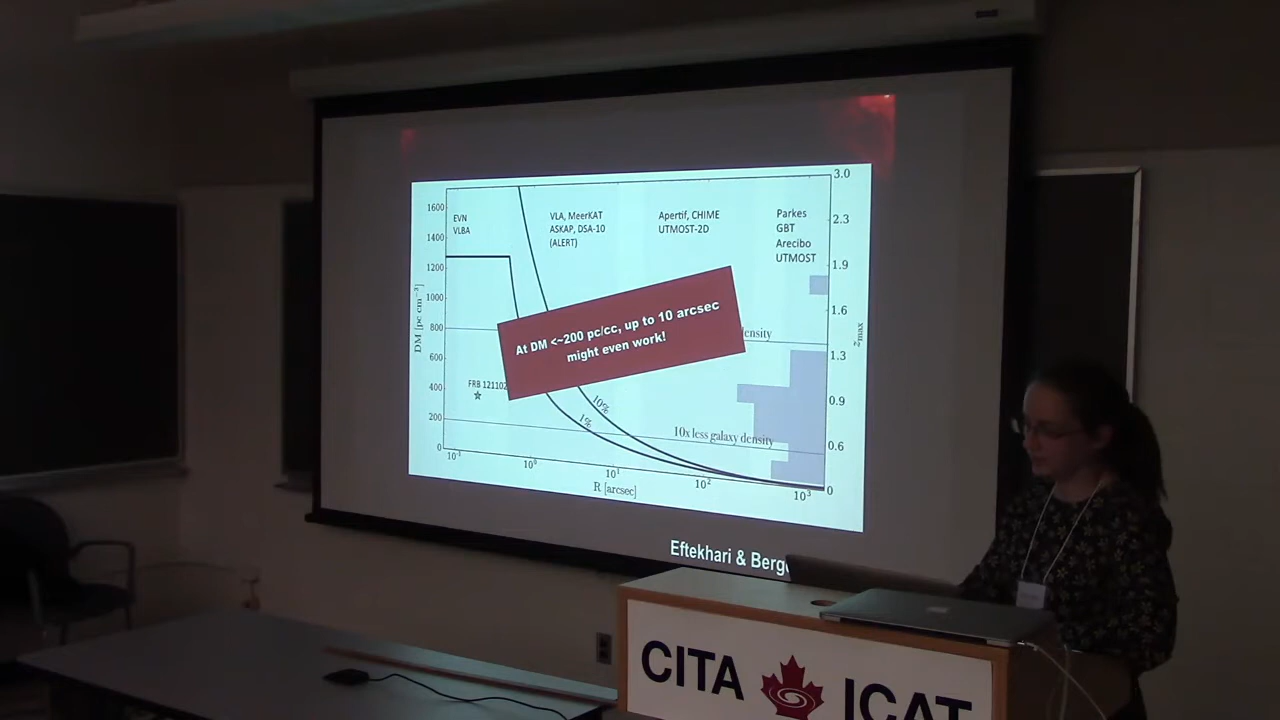 3.0
1600
EVN
VLBA
VLA, MeerKAT
ASKAP, DSA-10
(ALERT)
Apertif, CHIME
UTMOST-2D
Parkes
GBT
Arecibo
UTMOST
2.3
1400
1.9
1200
1000
1.6
DM [pc cm⁻³]
800
At DM <~200 pc/cc, up to 10 arcsec
might even work!
density
zmax
1.3
600
400
FRB 121102
0.9
200
1%
10%
10x less galaxy density
0.6
0
0
10⁻¹
10⁰
10¹
10²
10³
R [arcsec]
Eftekhari & Berge
CITA ICAT